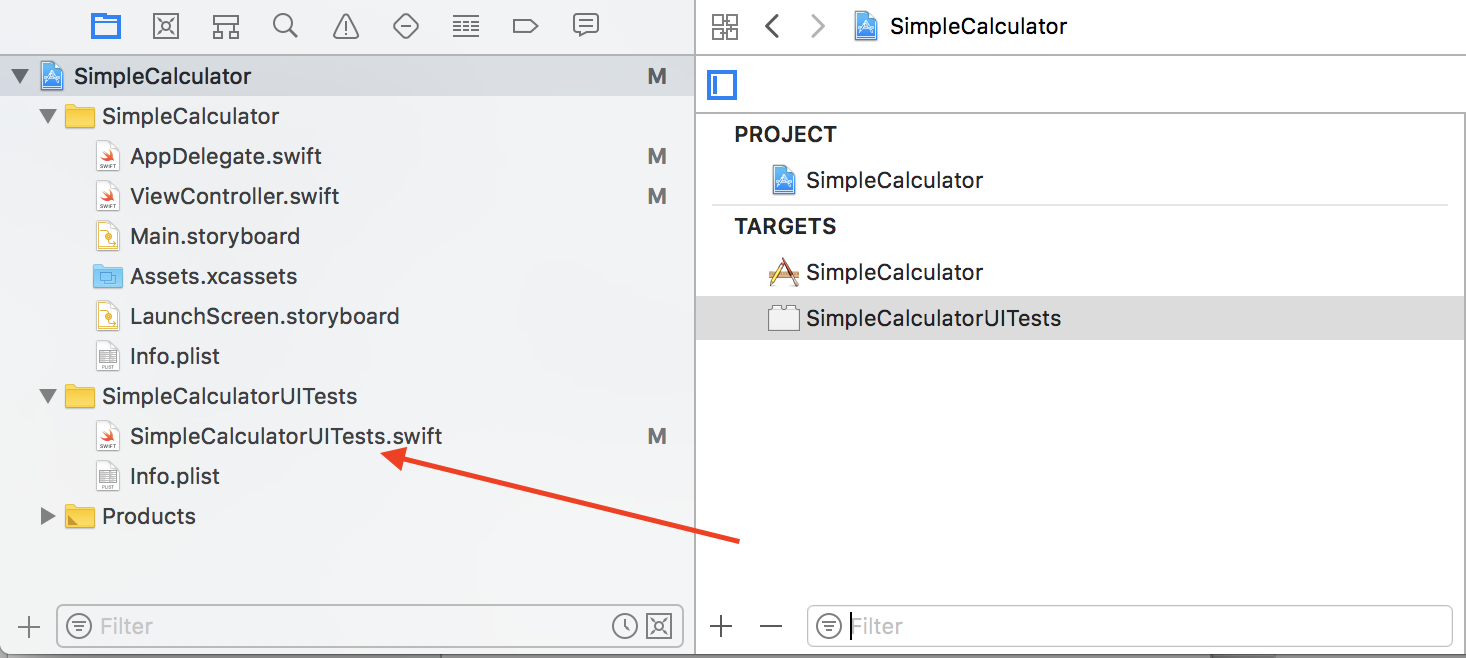 SimpleCalculator M
SimpleCalculator
AppDelegate.swift M
ViewController.swift M
Main.storyboard
Assets.xcassets
LaunchScreen.storyboard
Info.plist
SimpleCalculatorUITests
SimpleCalculatorUITests.swift M
Info.plist
Products
Filter
SimpleCalculator
PROJECT
SimpleCalculator
TARGETS
SimpleCalculator
SimpleCalculatorUITests
Filter